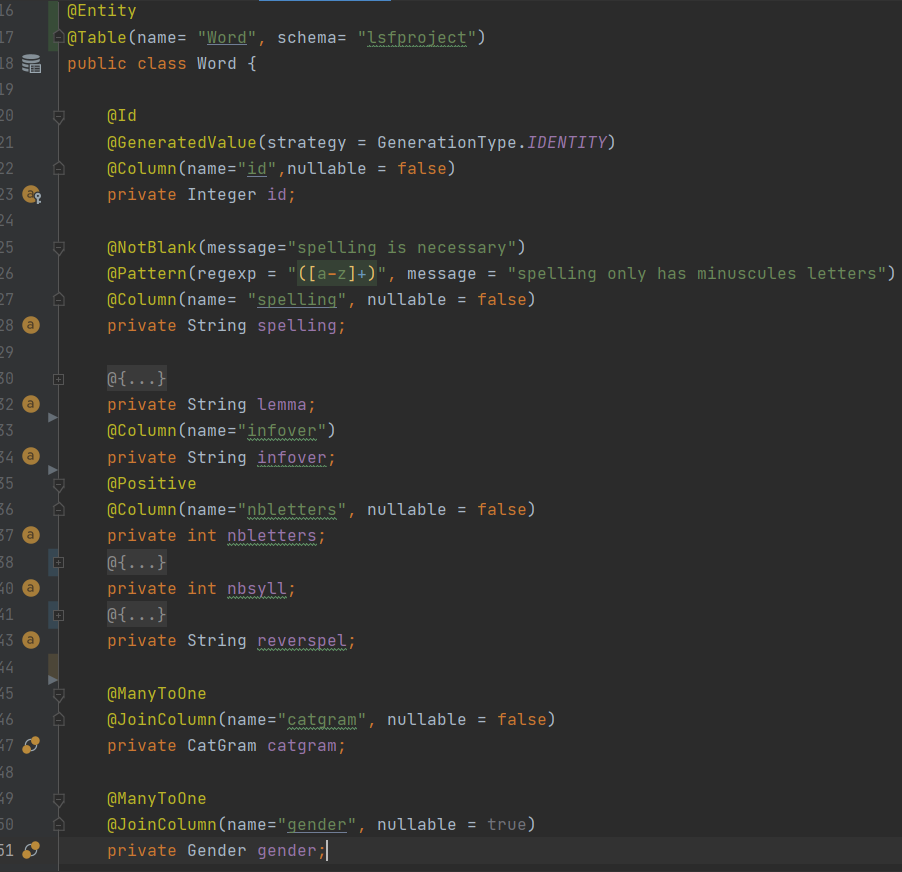 16 @Entity
17 @Table(name= "Word", schema= "lsfproject")
18 public class Word {
19
20 @Id
21 @GeneratedValue(strategy = GenerationType.IDENTITY)
22 @Column(name="id",nullable = false)
23 private Integer id;
24
25 @NotBlank(message="spelling is necessary")
26 @Pattern(regexp = "([a-z]+)", message = "spelling only has minuscules letters")
27 @Column(name= "spelling", nullable = false)
28 private String spelling;
29
30 @{...}
32 private String lemma;
33 @Column(name="infover")
34 private String infover;
35 @Positive
36 @Column(name="nbletters", nullable = false)
37 private int nbletters;
38 @{...}
40 private int nbsyll;
41 @{...}
43 private String reverspel;
44
45 @ManyToOne
46 @JoinColumn(name="catgram", nullable = false)
47 private CatGram catgram;
48
49 @ManyToOne
50 @JoinColumn(name="gender", nullable = true)
51 private Gender gender;